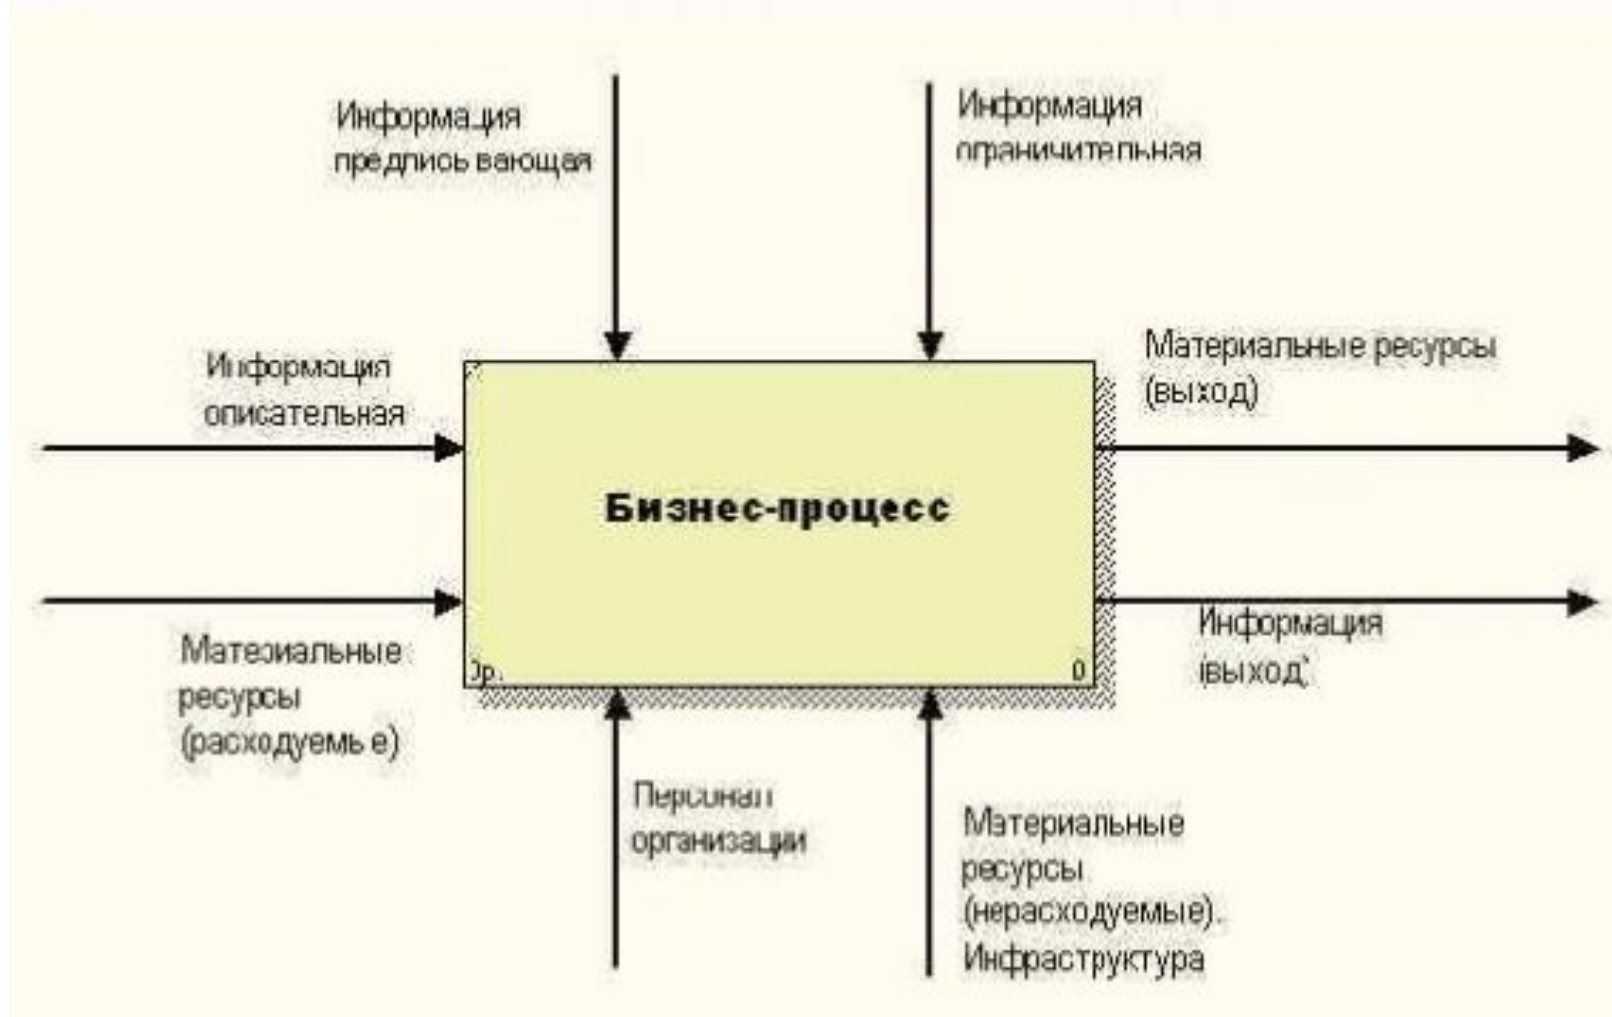 Информация
предписывающая
Информация
ограничительная
Информация
описательная
Материальные ресурсы
(выход)
Бизнес-процесс
Материальные
ресурсы
(расходуемые)
0р.
0
Информация
(выход)
Персонал
организации
Материальные
ресурсы
(нерасходуемые).
Инфраструктура